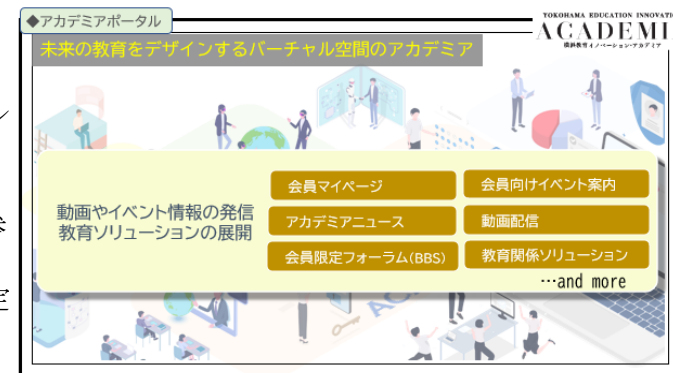 ◆アカデミアポータル
YOKOHAMA EDUCATION INNOVATI
ACADEMI
横浜教育イノベーション・アカデミア
未来の教育をデザインするバーチャル空間のアカデミア
動画やイベント情報の発信
教育ソリューションの展開
会員マイページ
会員向けイベント案内
アカデミアニュース
動画配信
会員限定フォーラム(BBS)
教育関係ソリューション
…and more